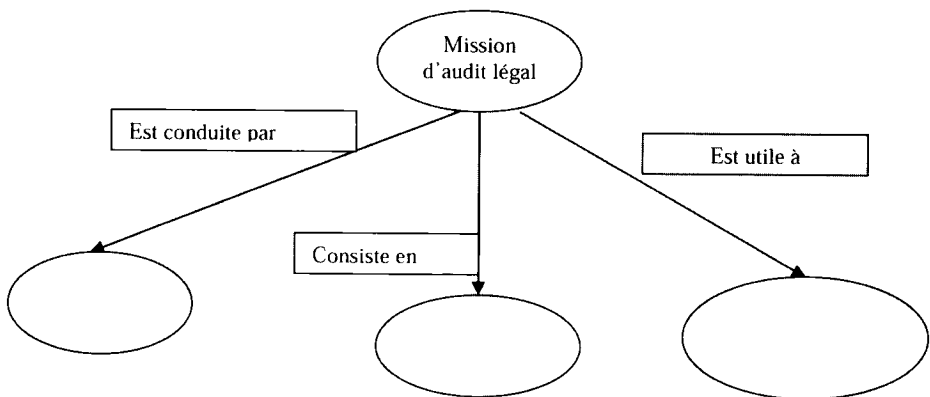 Mission
d'audit légal
Est conduite par
Est utile à
Consiste en